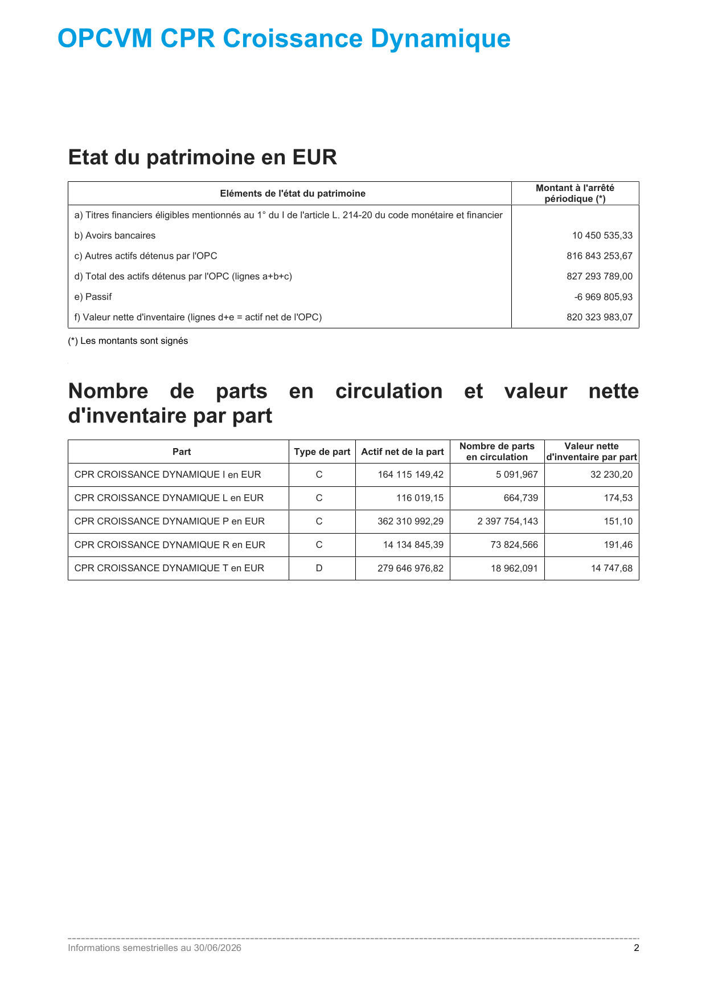 OPCVM CPR Croissance Dynamique
Etat du patrimoine en EUR
Eléments de l'état du patrimoine
Montant à l'arrêté
périodique (*)
a) Titres financiers éligibles mentionnés au 1° du I de l'article L. 214-20 du code monétaire et financier
b) Avoirs bancaires 10 450 535,33
c) Autres actifs détenus par l'OPC 816 843 253,67
d) Total des actifs détenus par l'OPC (lignes a+b+c) 827 293 789,00
e) Passif -6 969 805,93
f) Valeur nette d'inventaire (lignes d+e = actif net de l'OPC) 820 323 983,07
(*) Les montants sont signés
Nombre de parts en circulation et valeur nette
d'inventaire par part
Part
Type de part
Actif net de la part
Nombre de parts
en circulation
Valeur nette
d'inventaire par part
CPR CROISSANCE DYNAMIQUE I en EUR C 164 115 149,42 5 091,967 32 230,20
CPR CROISSANCE DYNAMIQUE L en EUR C 116 019,15 664,739 174,53
CPR CROISSANCE DYNAMIQUE P en EUR C 362 310 992,29 2 397 754,143 151,10
CPR CROISSANCE DYNAMIQUE R en EUR C 14 134 845,39 73 824,566 191,46
CPR CROISSANCE DYNAMIQUE T en EUR D 279 646 976,82 18 962,091 14 747,68
Informations semestrielles au 30/06/2026 2